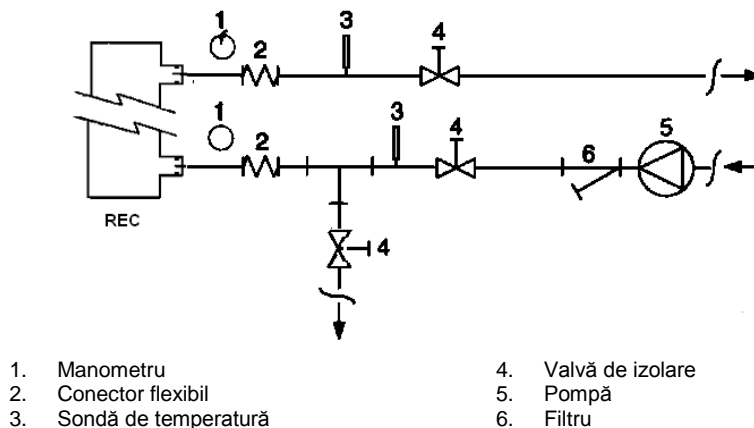 1
2
3
4
1
2
3
4
5
6
REC
4
1. Manometru
2. Conector flexibil
3. Sondă de temperatură
4. Valvă de izolare
5. Pompă
6. Filtru